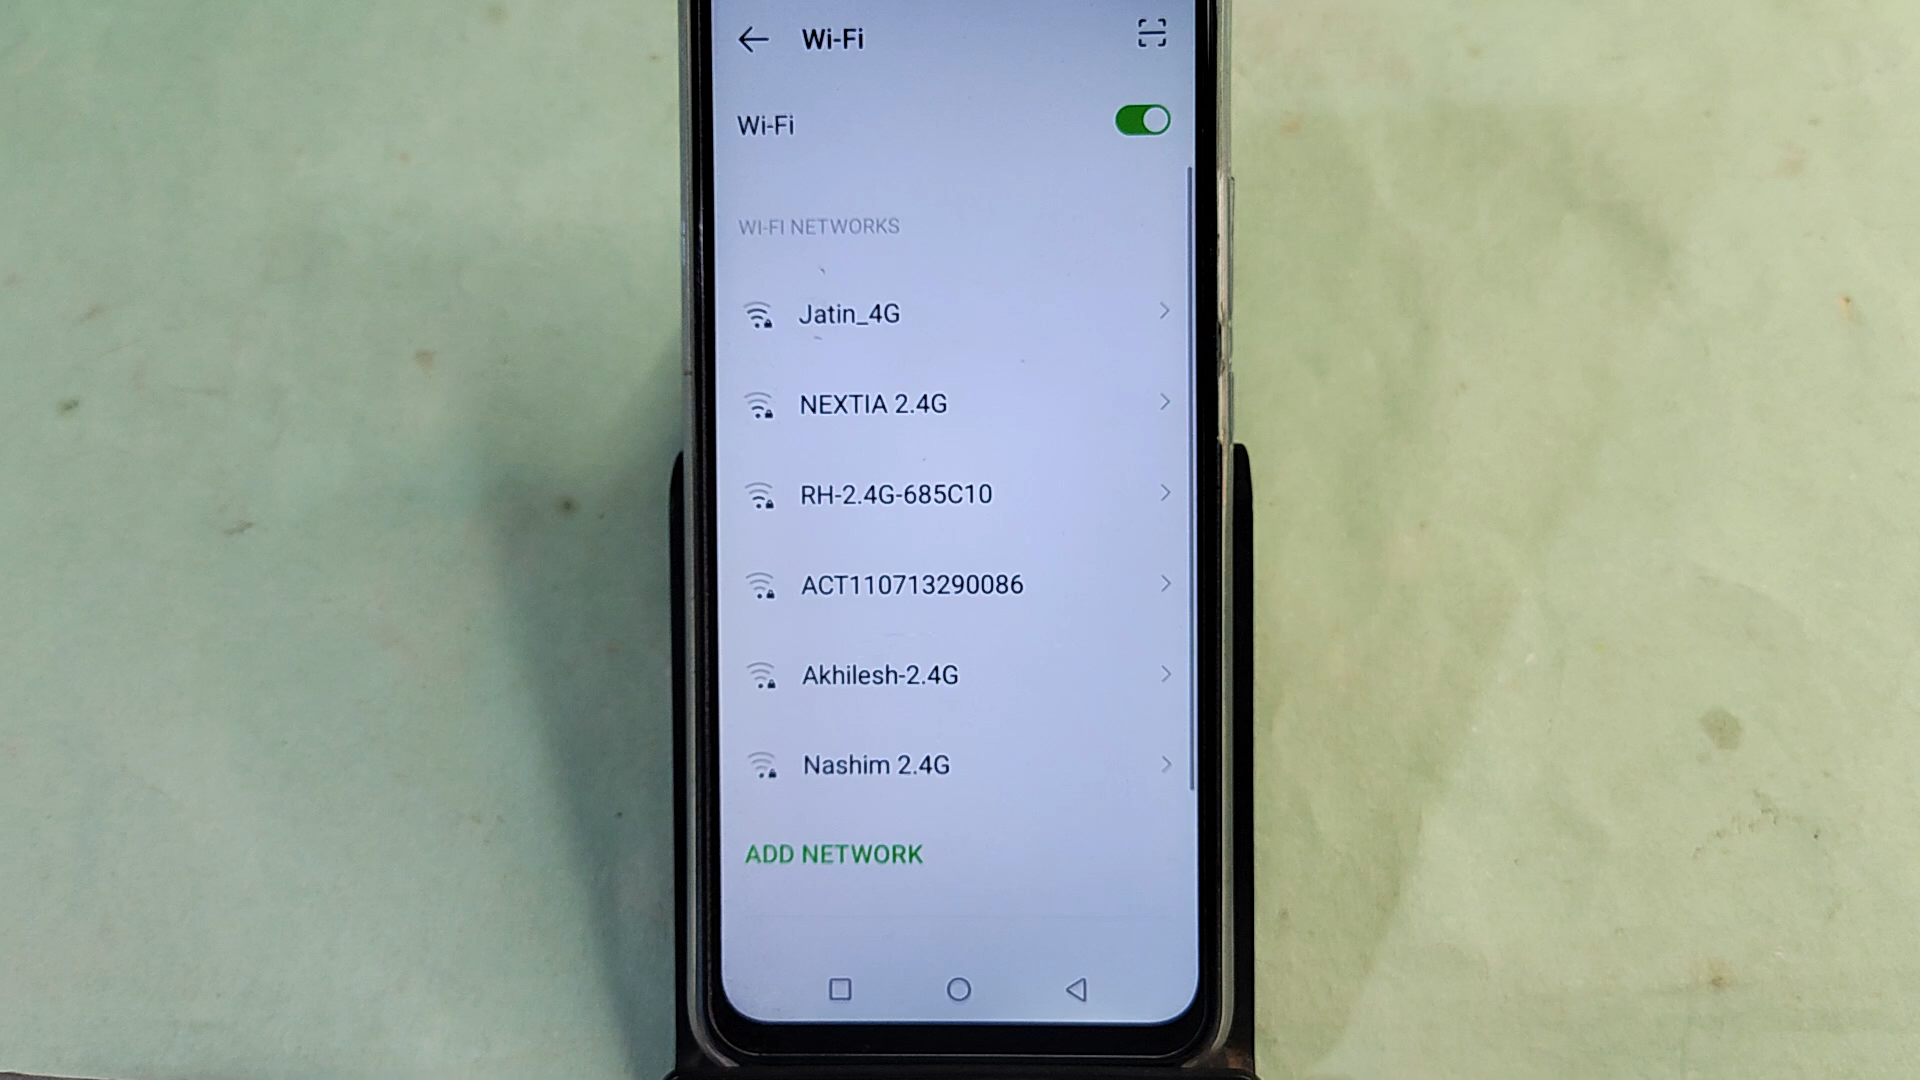 Wi-Fi
Wi-Fi
WI-FI NETWORKS
Jatin_4G
NEXTIA 2.4G
RH-2.4G-685C10
ACT110713290086
Akhilesh-2.4G
Nashim 2.4G
ADD NETWORK